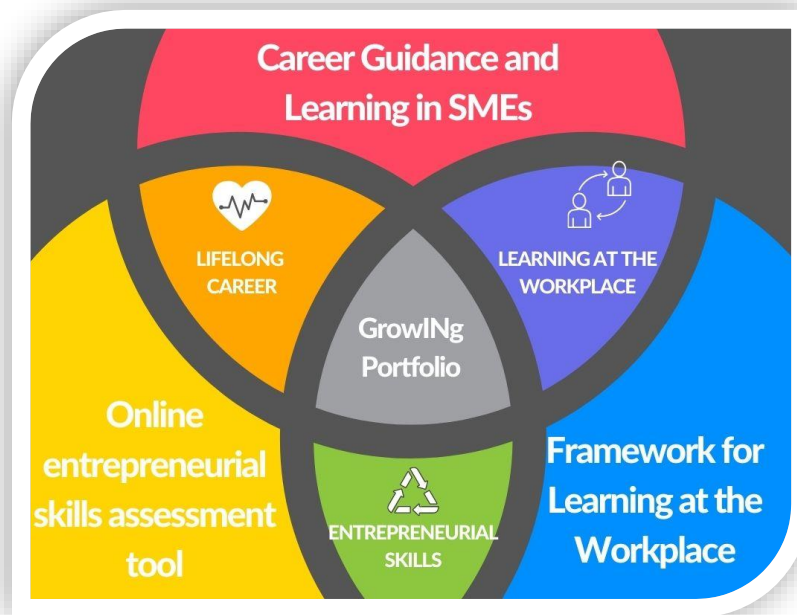 Career Guidance and
Learning in SMEs
LIFELONG
CAREER
LEARNING AT THE
WORKPLACE
GrowINg
Portfolio
Online
entrepreneurial
skills assessment
tool
Framework for
Learning at the
Workplace
ENTREPRENEURIAL
SKILLS